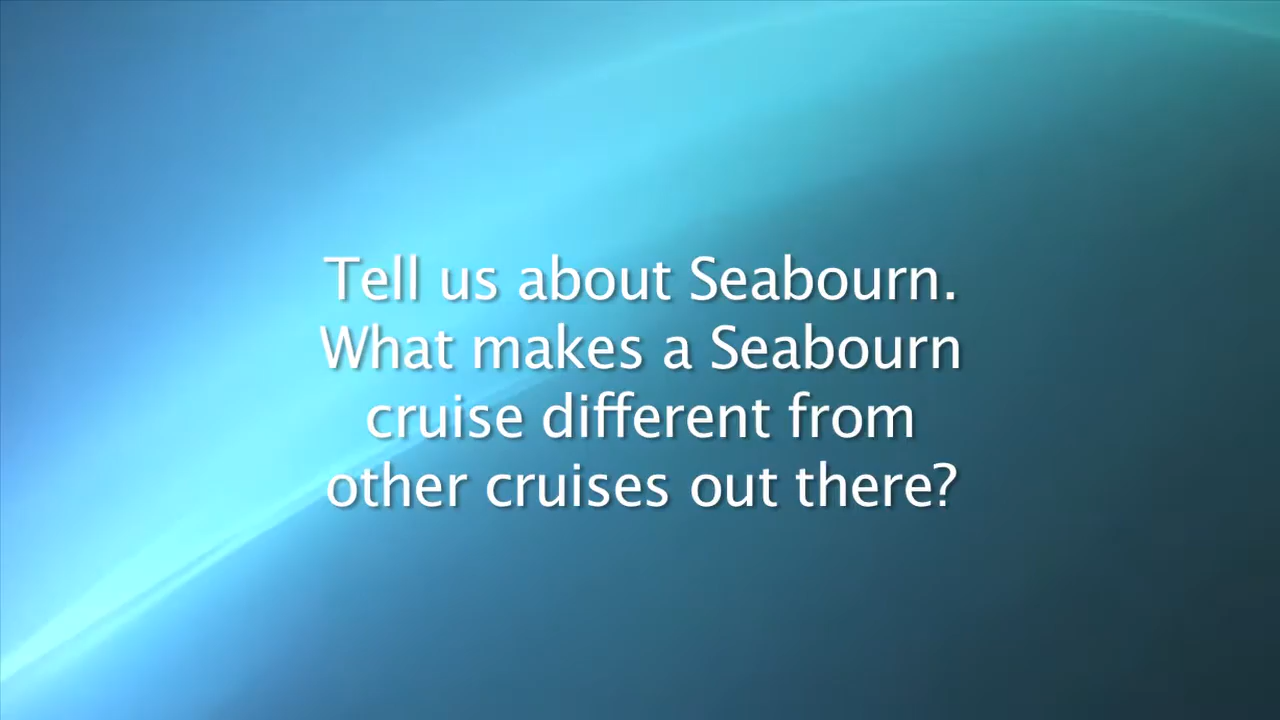 Tell us about Seabourn.
What makes a Seabourn
cruise different from
other cruises out there?